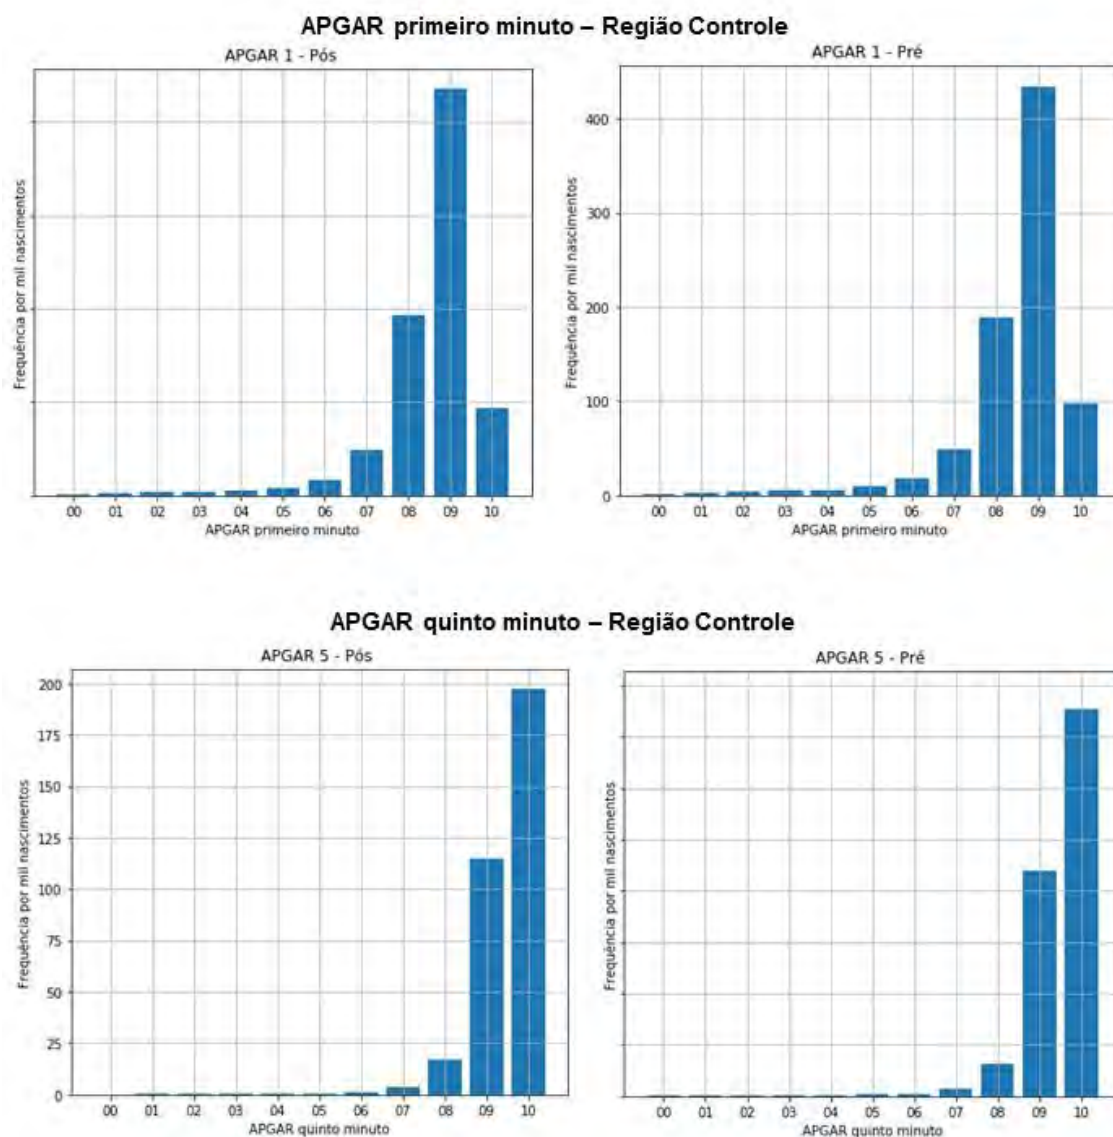 APGAR primeiro minuto – Região Controle
APGAR 1 - Pós
Frequência por mil nascimentos
00 01 02 03 04 05 06 07 08 09 10
APGAR primeiro minuto
APGAR 1 - Pré
Frequência por mil nascimentos
400
300
200
100
0
00 01 02 03 04 05 06 07 08 09 10
APGAR primeiro minuto
APGAR quinto minuto – Região Controle
APGAR 5 - Pós
Frequência por mil nascimentos
200
175
150
125
100
75
50
25
0
00 01 02 03 04 05 06 07 08 09 10
APGAR quinto minuto
APGAR 5 - Pré
Frequência por mil nascimentos
00 01 02 03 04 05 06 07 08 09 10
APGAR quinto minuto